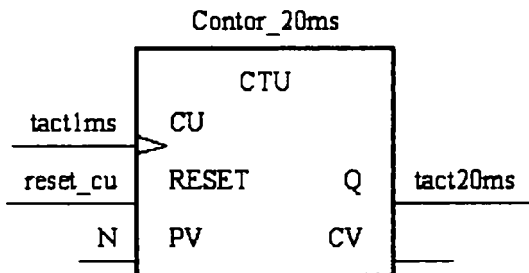 Contor_20ms
CTU
tact1ms CU
reset_cu RESET Q tact20ms
N PV CV